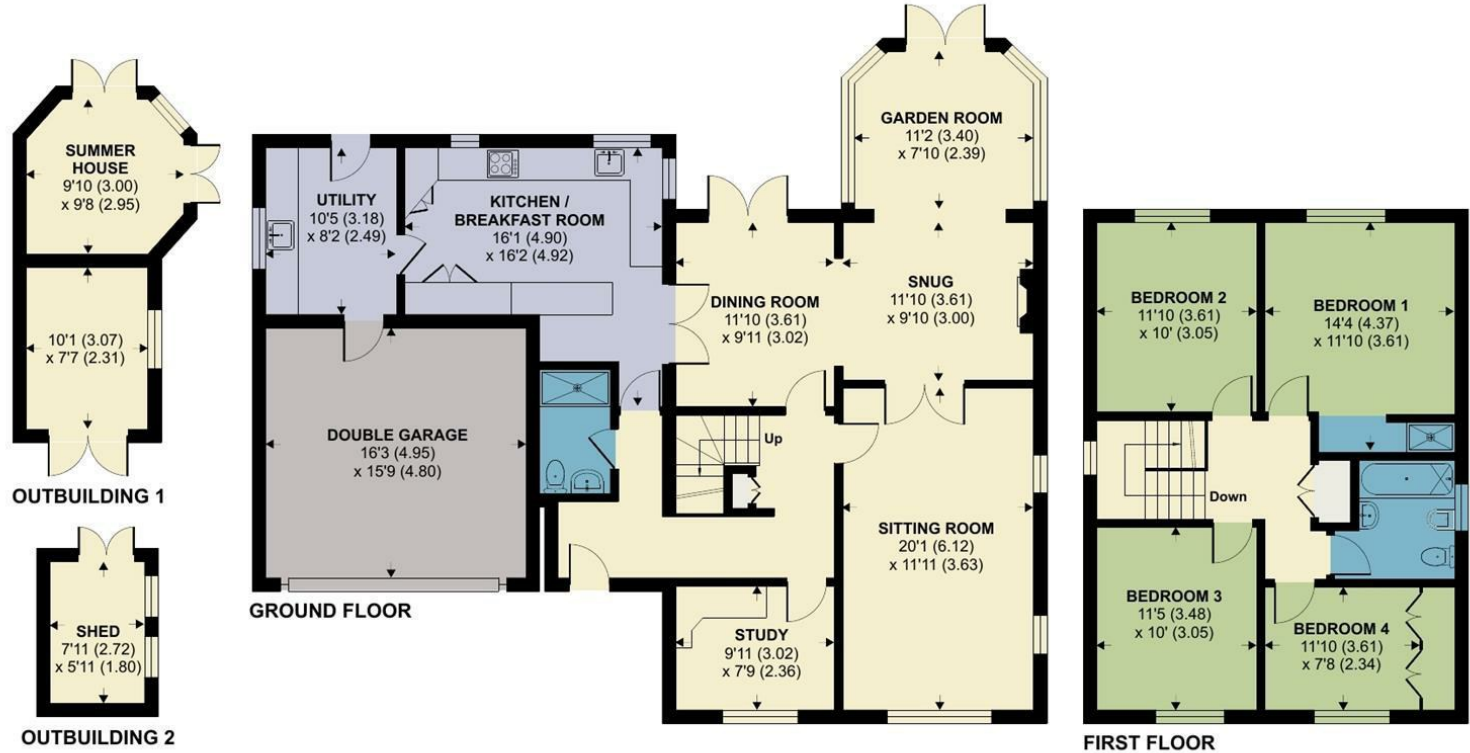 SUMMER
HOUSE
9'10 (3.00)
x 9'8 (2.95)
10'1 (3.07)
x 7'7 (2.31)
OUTBUILDING 1
SHED
7'11 (2.72)
x 5'11 (1.80)
OUTBUILDING 2
UTILITY
10'5 (3.18)
x 8'2 (2.49)
KITCHEN /
BREAKFAST ROOM
16'1 (4.90)
x 16'2 (4.92)
GARDEN ROOM
11'2 (3.40)
x 7'10 (2.39)
DINING ROOM
11'10 (3.61)
x 9'11 (3.02)
SNUG
11'10 (3.61)
x 9'10 (3.00)
DOUBLE GARAGE
16'3 (4.95)
x 15'9 (4.80)
Up
SITTING ROOM
20'1 (6.12)
x 11'11 (3.63)
STUDY
9'11 (3.02)
x 7'9 (2.36)
GROUND FLOOR
BEDROOM 2
11'10 (3.61)
x 10' (3.05)
BEDROOM 1
14'4 (4.37)
x 11'10 (3.61)
Down
BEDROOM 3
11'5 (3.48)
x 10' (3.05)
BEDROOM 4
11'10 (3.61)
x 7'8 (2.34)
FIRST FLOOR